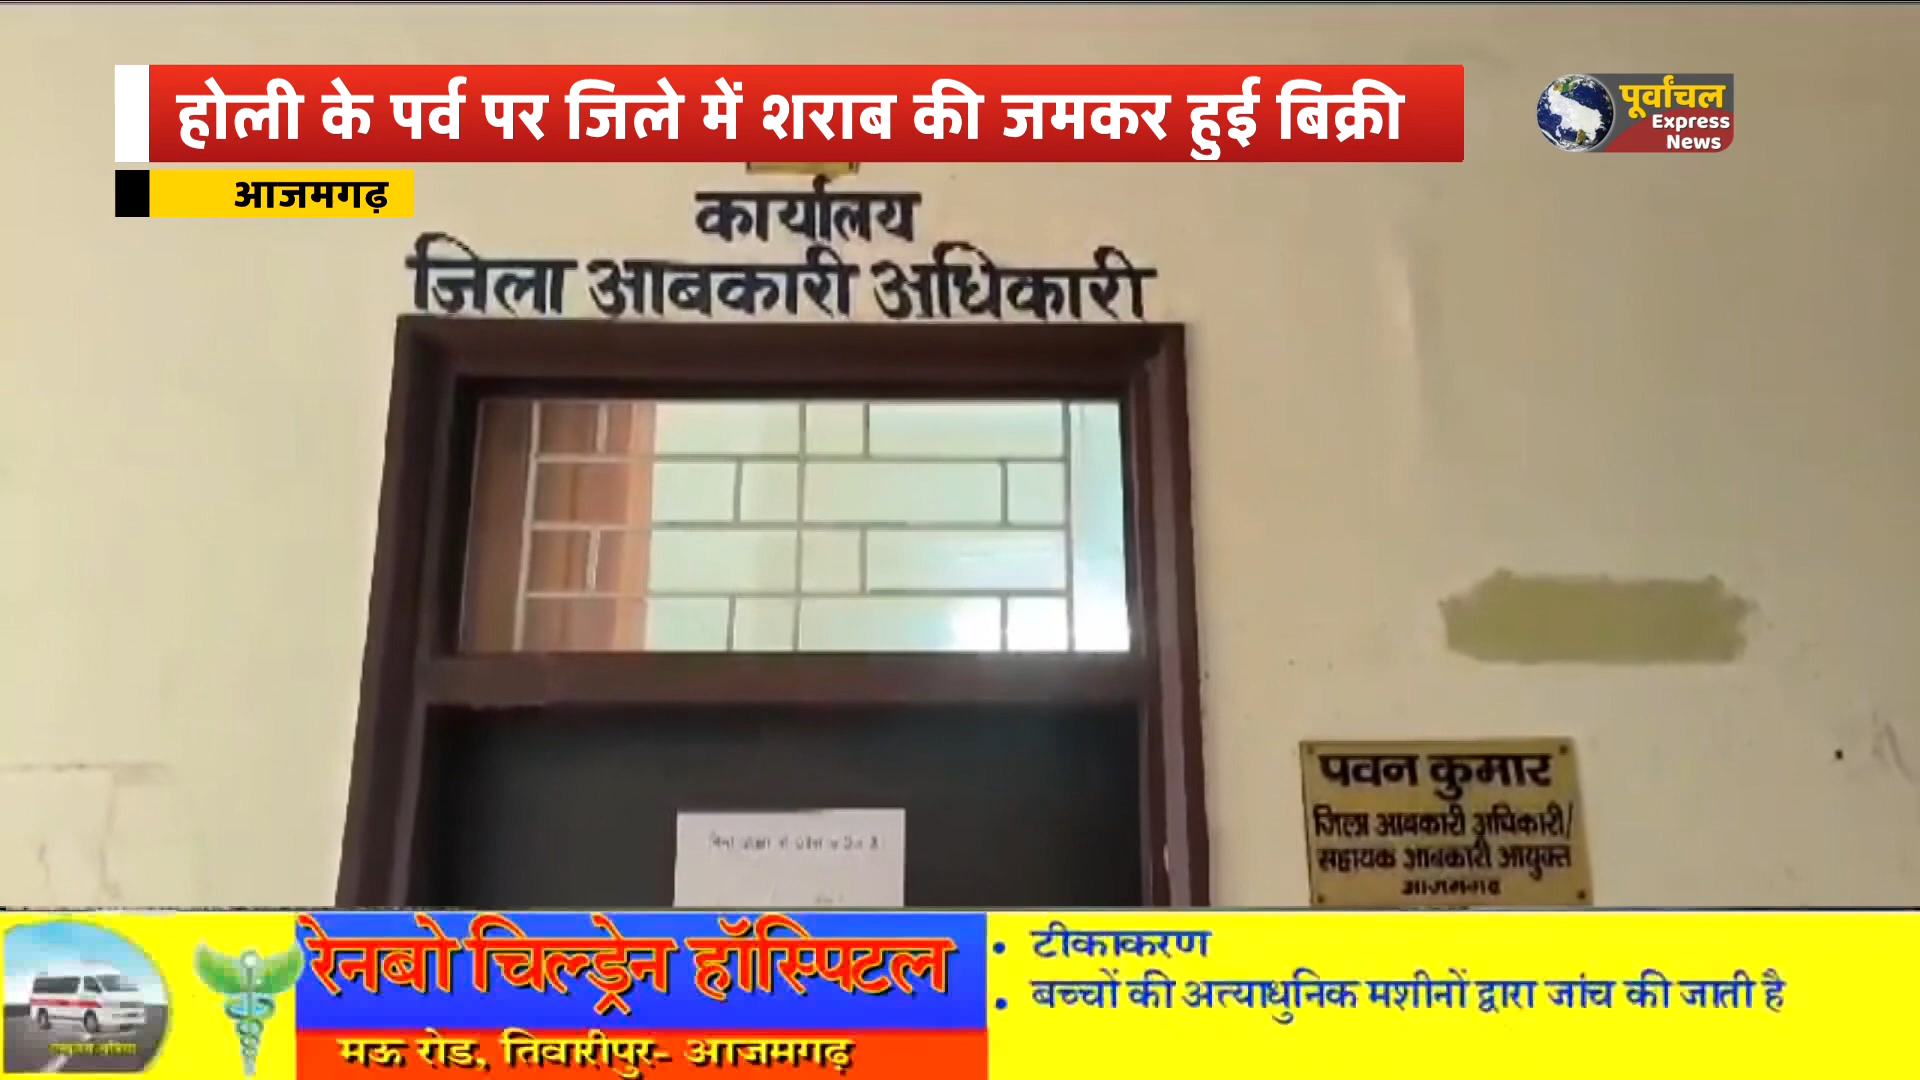 होली के पर्व पर जिले में शराब की जमकर हुई बिक्री
पूर्वांचल
Express
News
आजमगढ़
कार्यालय
जिला आबकारी अधिकारी
पवन कुमार
जिला आबकारी अधिकारी/
सहायक आबकारी आयुक्त
आजमगढ़
रेनबो चिल्ड्रेन हॉस्पिटल
मऊ रोड, तिवारीपुर- आजमगढ़
• टीकाकरण
• बच्चों की अत्याधुनिक मशीनों द्वारा जांच की जाती है